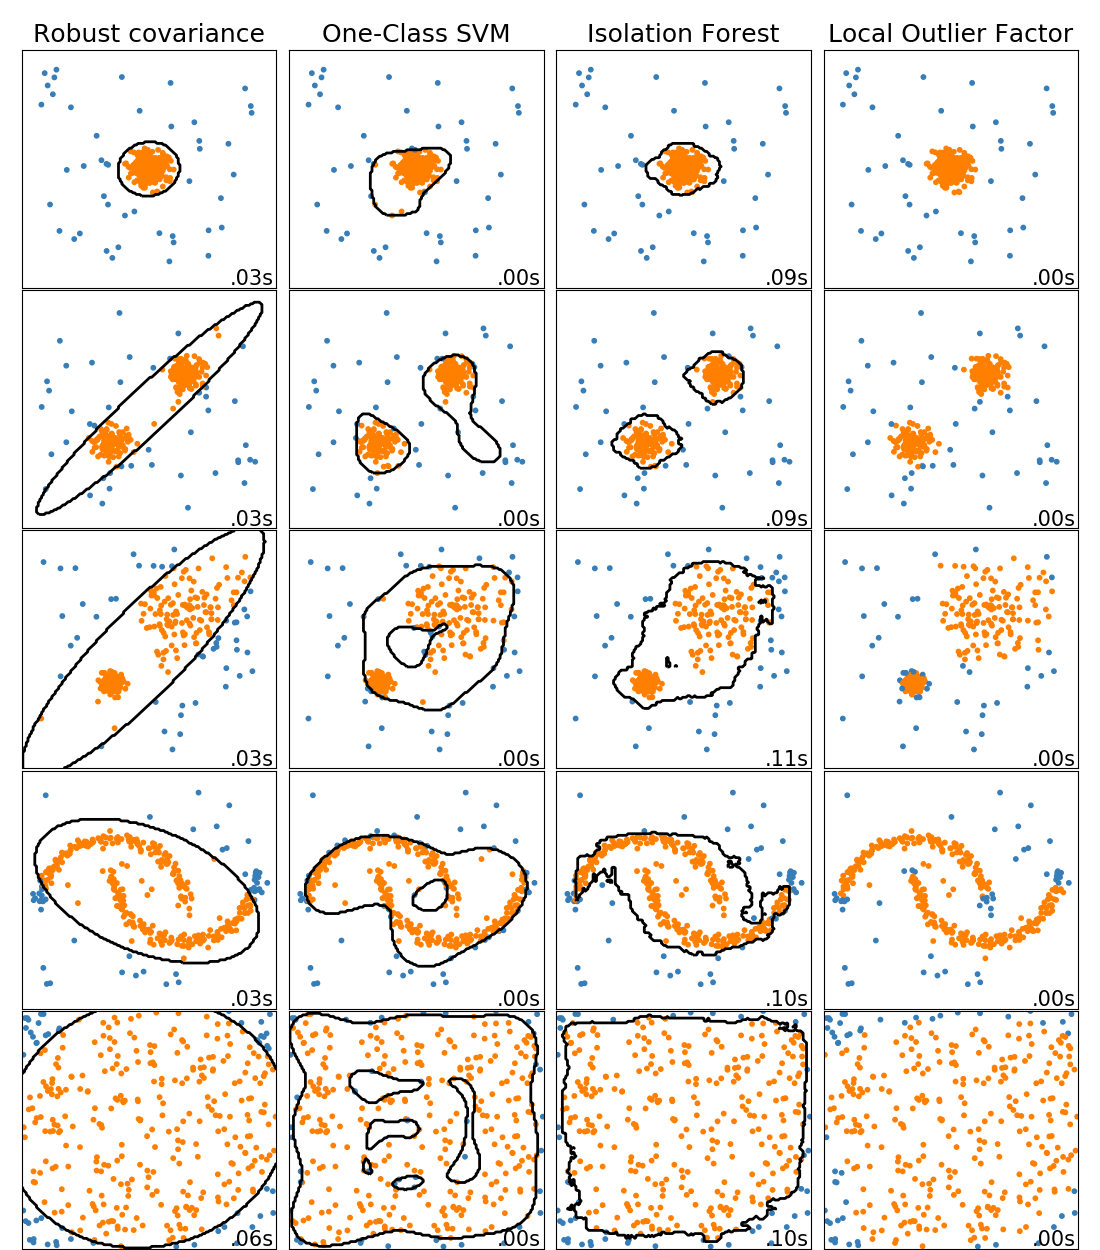 Robust covariance One-Class SVM Isolation Forest Local Outlier Factor
.03s .00s .09s .00s
.03s .00s .09s .00s
.03s .00s .11s .00s
.03s .00s .10s .00s
.06s .00s .10s .00s